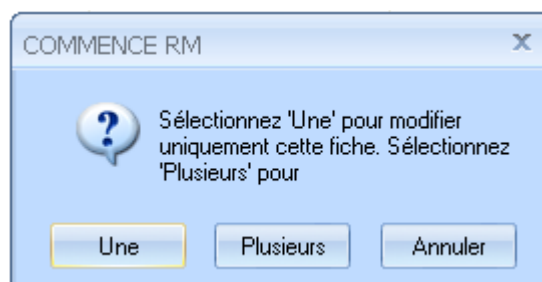 COMMENCE RM
Sélectionnez 'Une' pour modifier
uniquement cette fiche. Sélectionnez
'Plusieurs' pour
Une Plusieurs Annuler